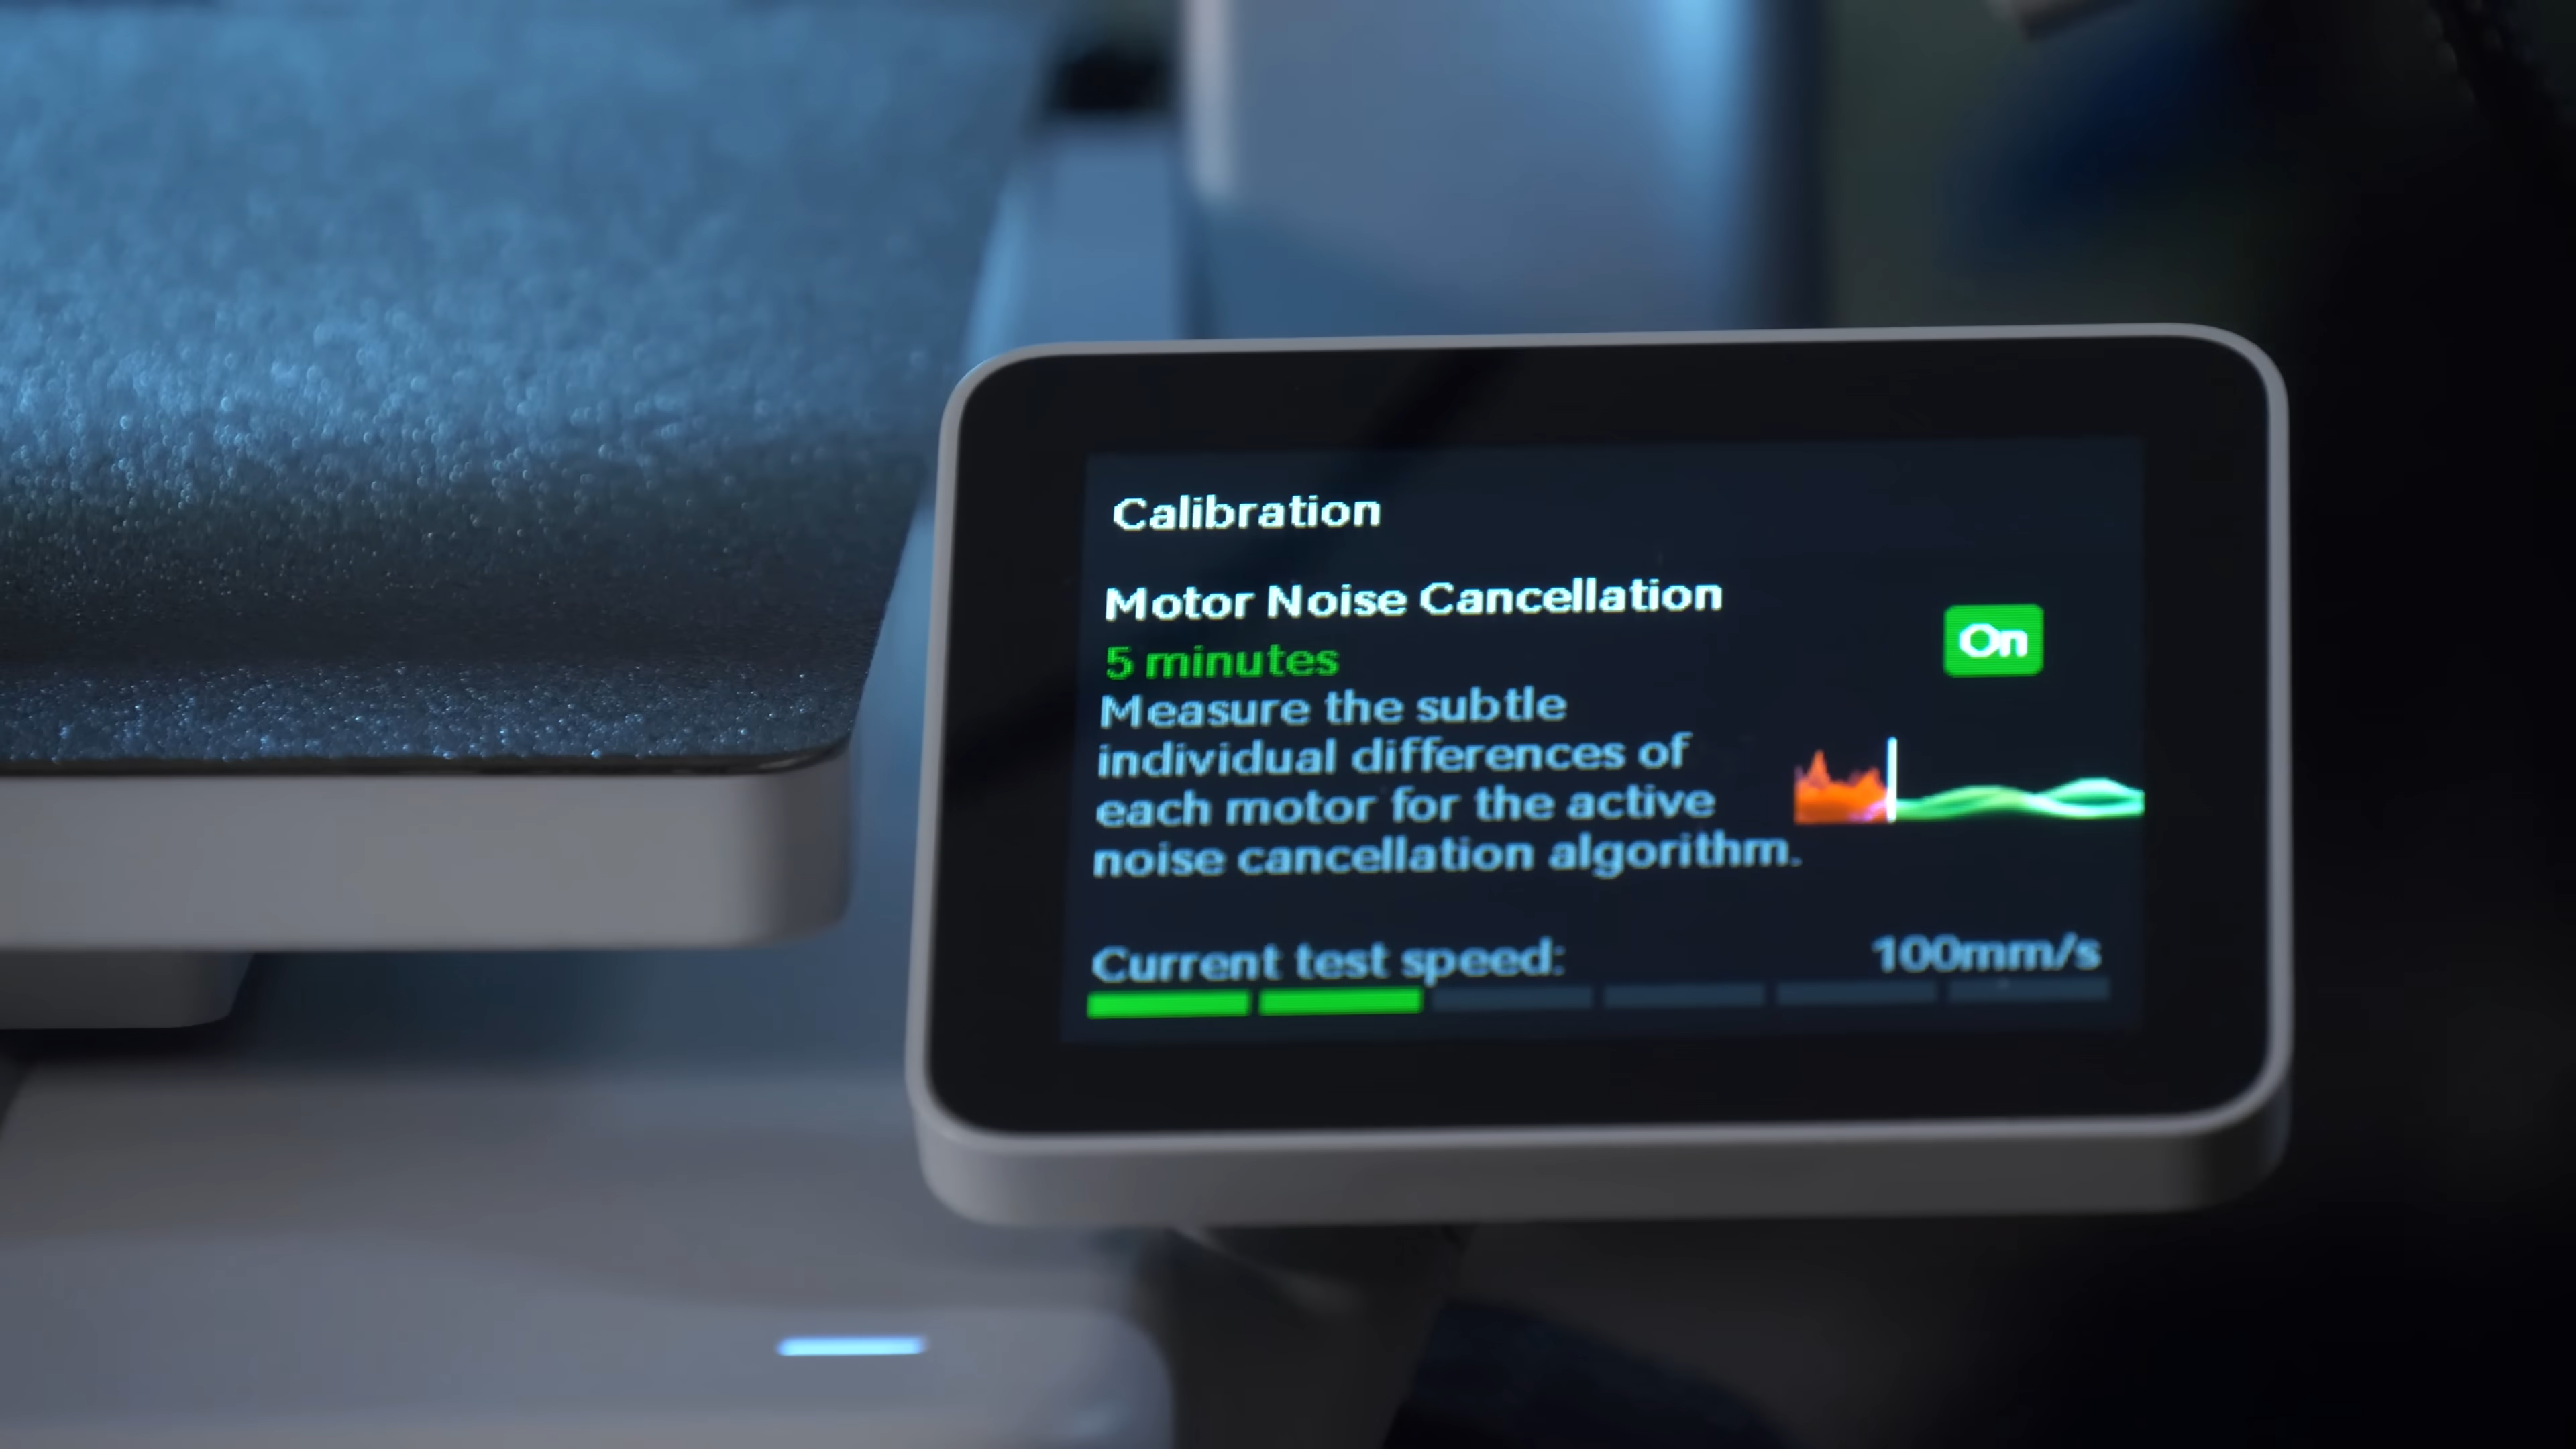 Calibration
Motor Noise Cancellation
On
5 minutes
Measure the subtle
individual differences of
each motor for the active
noise cancellation algorithm.
Current test speed:
100mm/s